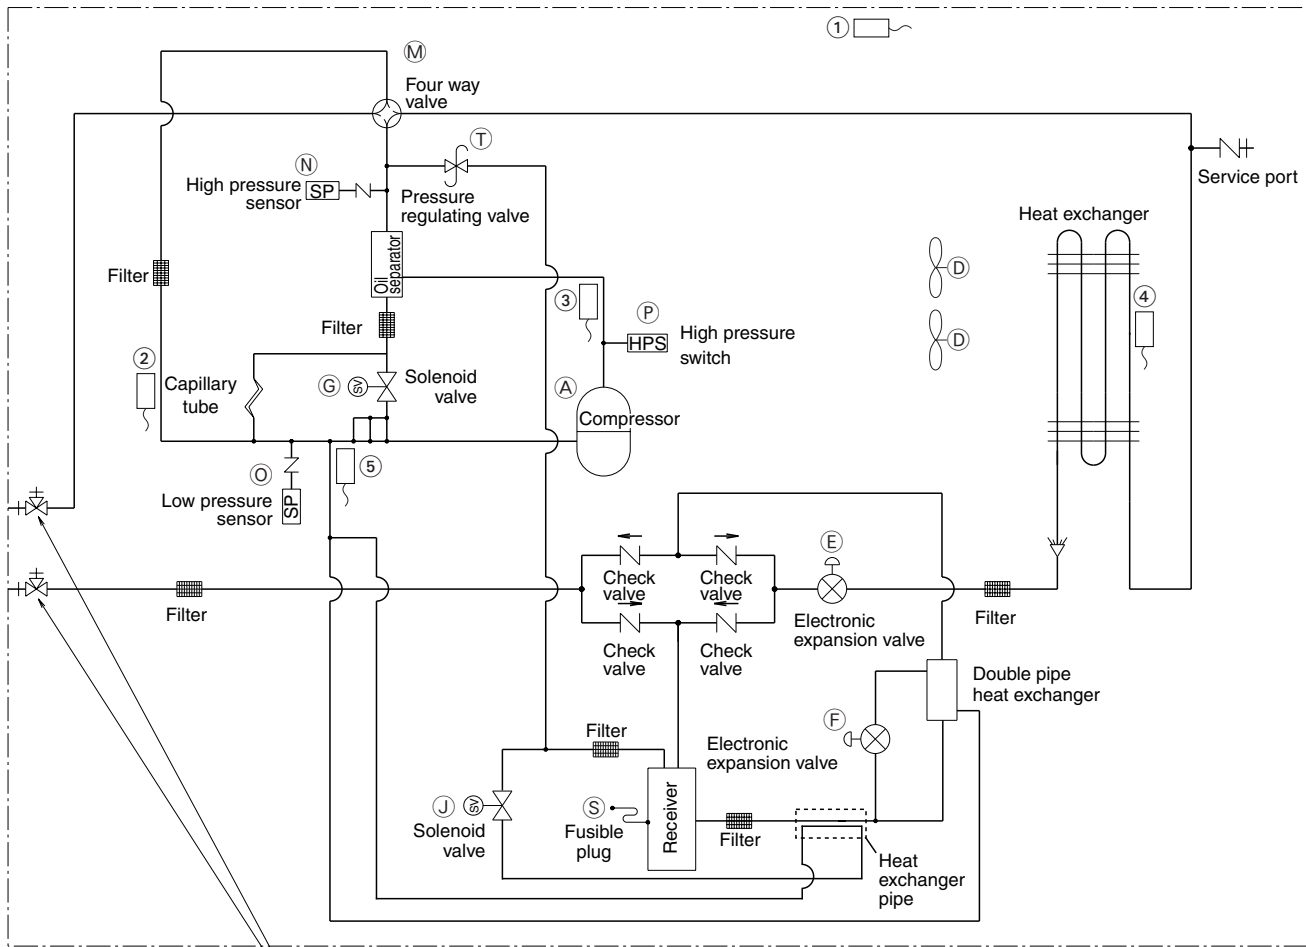 1
M
Four way
valve
T
N
High pressure
sensor
SP
Pressure
regulating valve
Service port
Heat exchanger
Filter
Oil
separator
D
3
4
P
Filter
HPS
High pressure
switch
D
2
Capillary
tube
G
SV
Solenoid
valve
A
Compressor
O
5
Low pressure
sensor
SP
E
Check
valve
Check
valve
Filter
Electronic
expansion valve
Filter
Check
valve
Check
valve
Double pipe
heat exchanger
F
Filter
Electronic
expansion valve
J
SV
Solenoid
valve
S
Fusible
plug
Receiver
Filter
Heat
exchanger
pipe